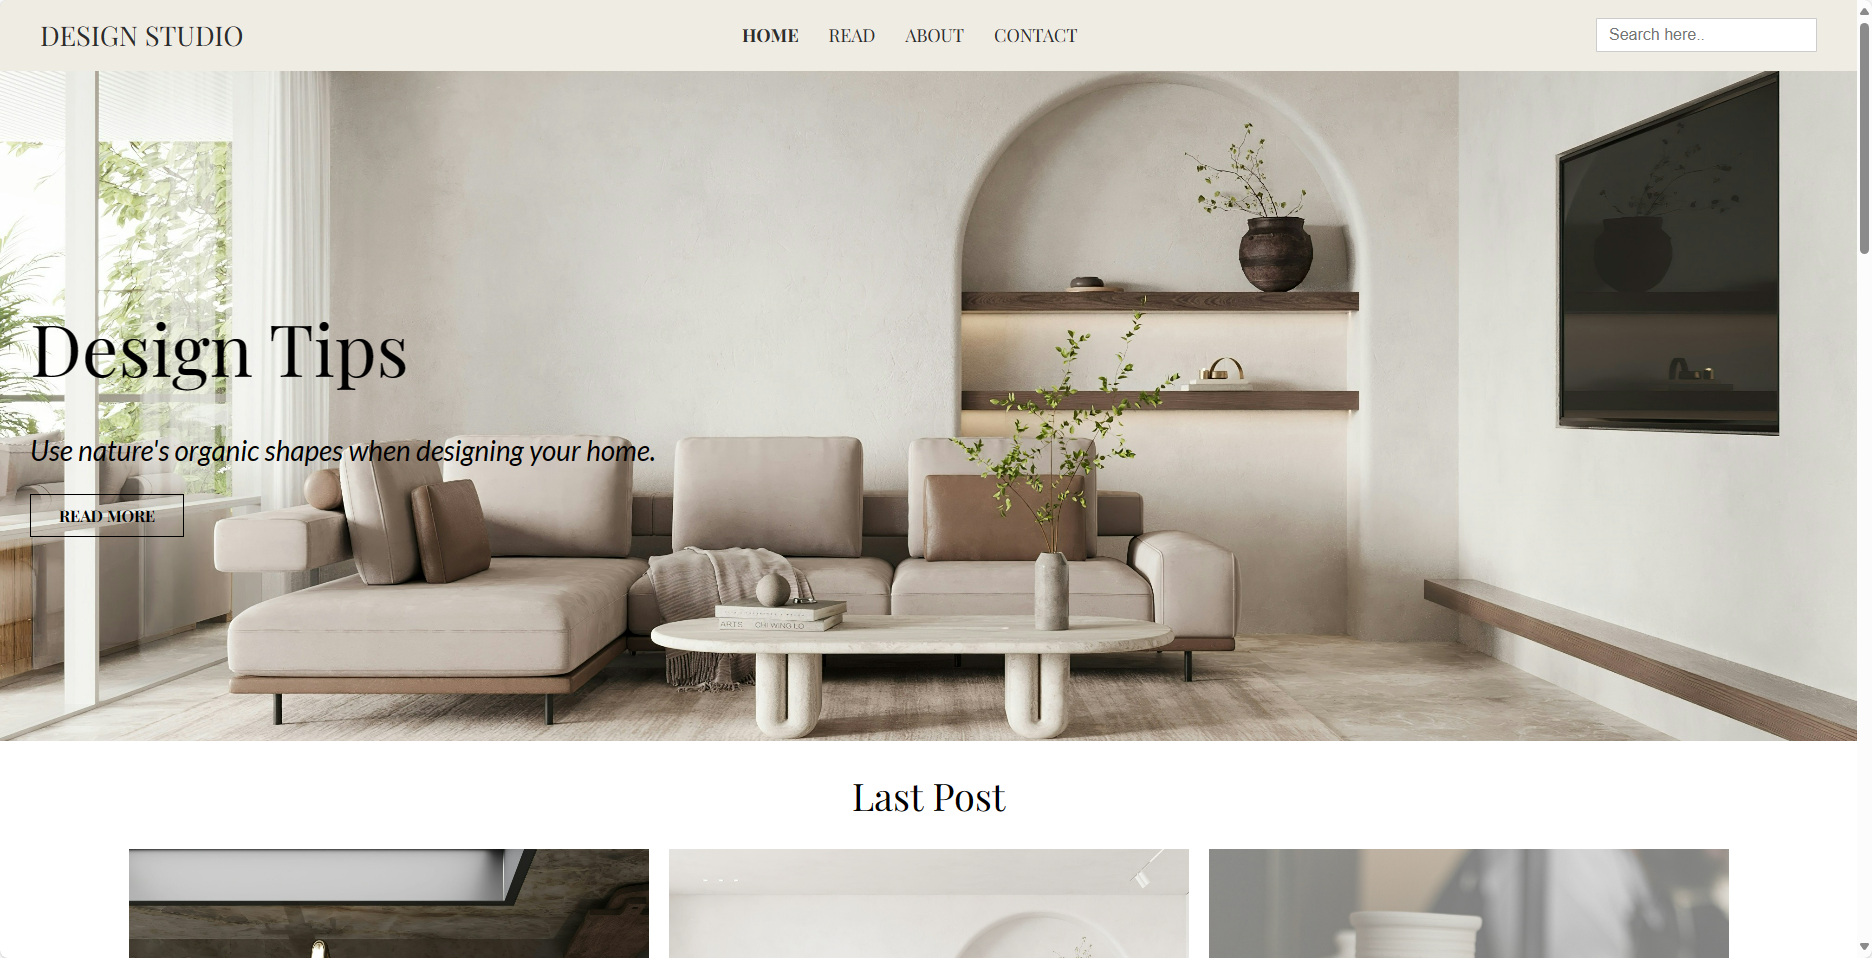 DESIGN STUDIO
HOME READ ABOUT CONTACT
Search here..
Design Tips
Use nature's organic shapes when designing your home.
READ MORE
ARTS CHI WING LO
Last Post